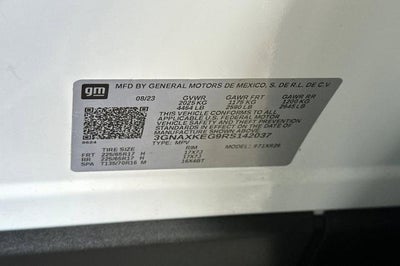 gm
MFD BY GENERAL MOTORS DE MEXICO, S. DE R.L. DE C.V
08/23 GVWR GAWR FRT GAWR RR
2025 KG 1175 KG 1205 KG
4464 LB 2590 LB 2645 LB
THIS VEHICLE CONFORMS TO ALL APPLICABLE
U.S. FEDERAL MOTOR VEHICLE
SAFETY AND THEFT PREVENTION
STANDARDS IN EFFECT ON THE DATE OF
MANUFACTURE SHOWN ABOVE.
3GNAXKEG9RS142037
TYPE: MPV MODEL:
TIRE SIZE RIM
FRT 225/65R17 H 17X7J
RR 225/65R17 H 17X7J
SPA T135/70R16 M 16X4BT